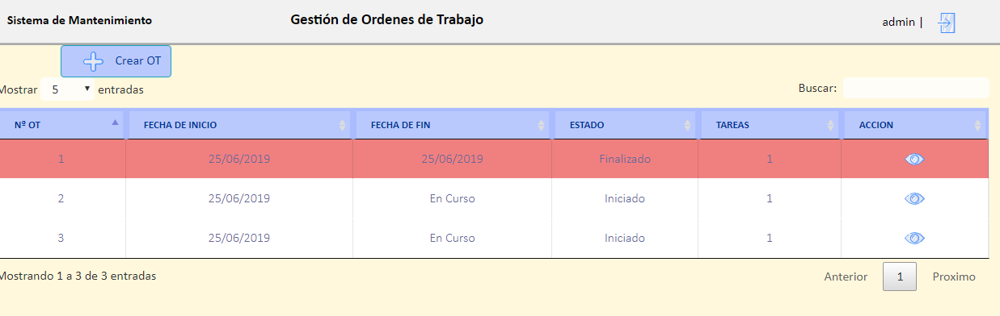 Sistema de Mantenimiento Gestión de Ordenes de Trabajo admin |
Crear OT
Mostrar 5 entradas Buscar:
Nº OT FECHA DE INICIO FECHA DE FIN ESTADO TAREAS ACCION
1 25/06/2019 25/06/2019 Finalizado 1
2 25/06/2019 En Curso Iniciado 1
3 25/06/2019 En Curso Iniciado 1
Mostrando 1 a 3 de 3 entradas Anterior 1 Proximo